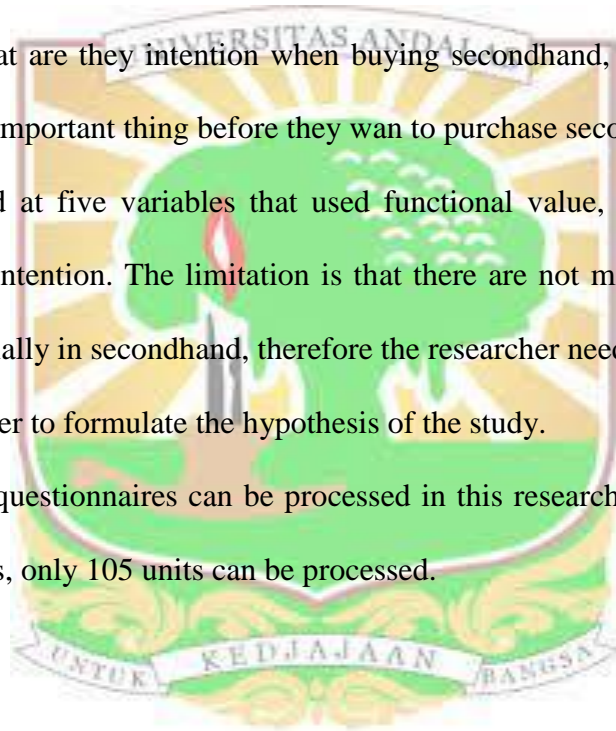 UNIVERSITAS ANDALAS
at are they intention when buying secondhand,
important thing before they wan to purchase seco
d at five variables that used functional value,
ntention. The limitation is that there are not m
ally in secondhand, therefore the researcher need
er to formulate the hypothesis of the study.
questionnaires can be processed in this research
s, only 105 units can be processed.
UNTUK KEDJAJAAN BANGSA